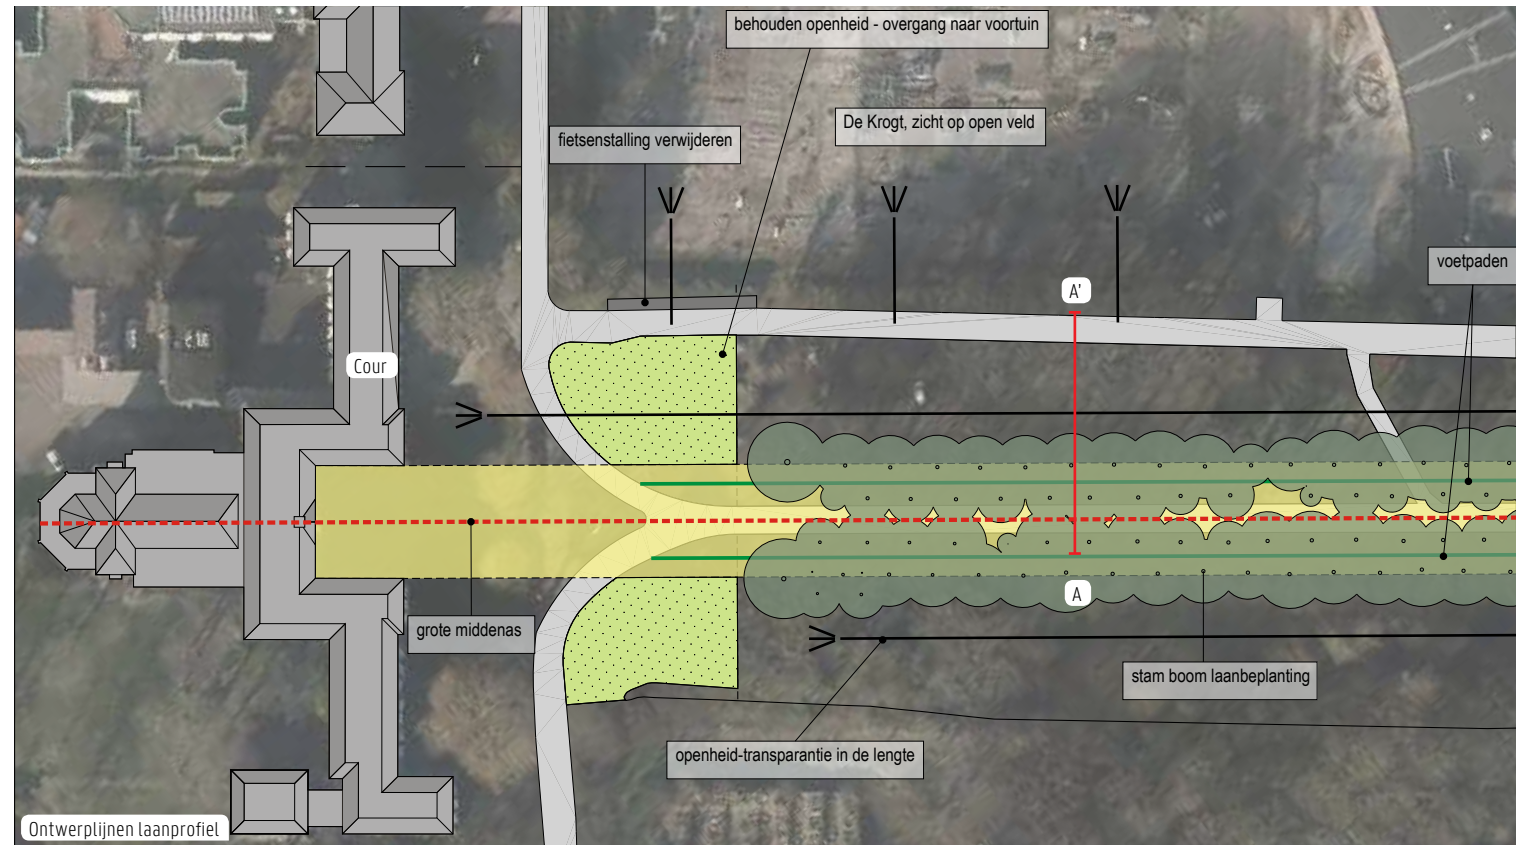 behouden openheid - overgang naar voortuin
De Krogt, zicht op open veld
fietsenstalling verwijderen
voetpaden
A'
Cour
A
grote middenas
stam boom laanbeplanting
openheid-transparantie in de lengte
Ontwerplijnen laanprofiel